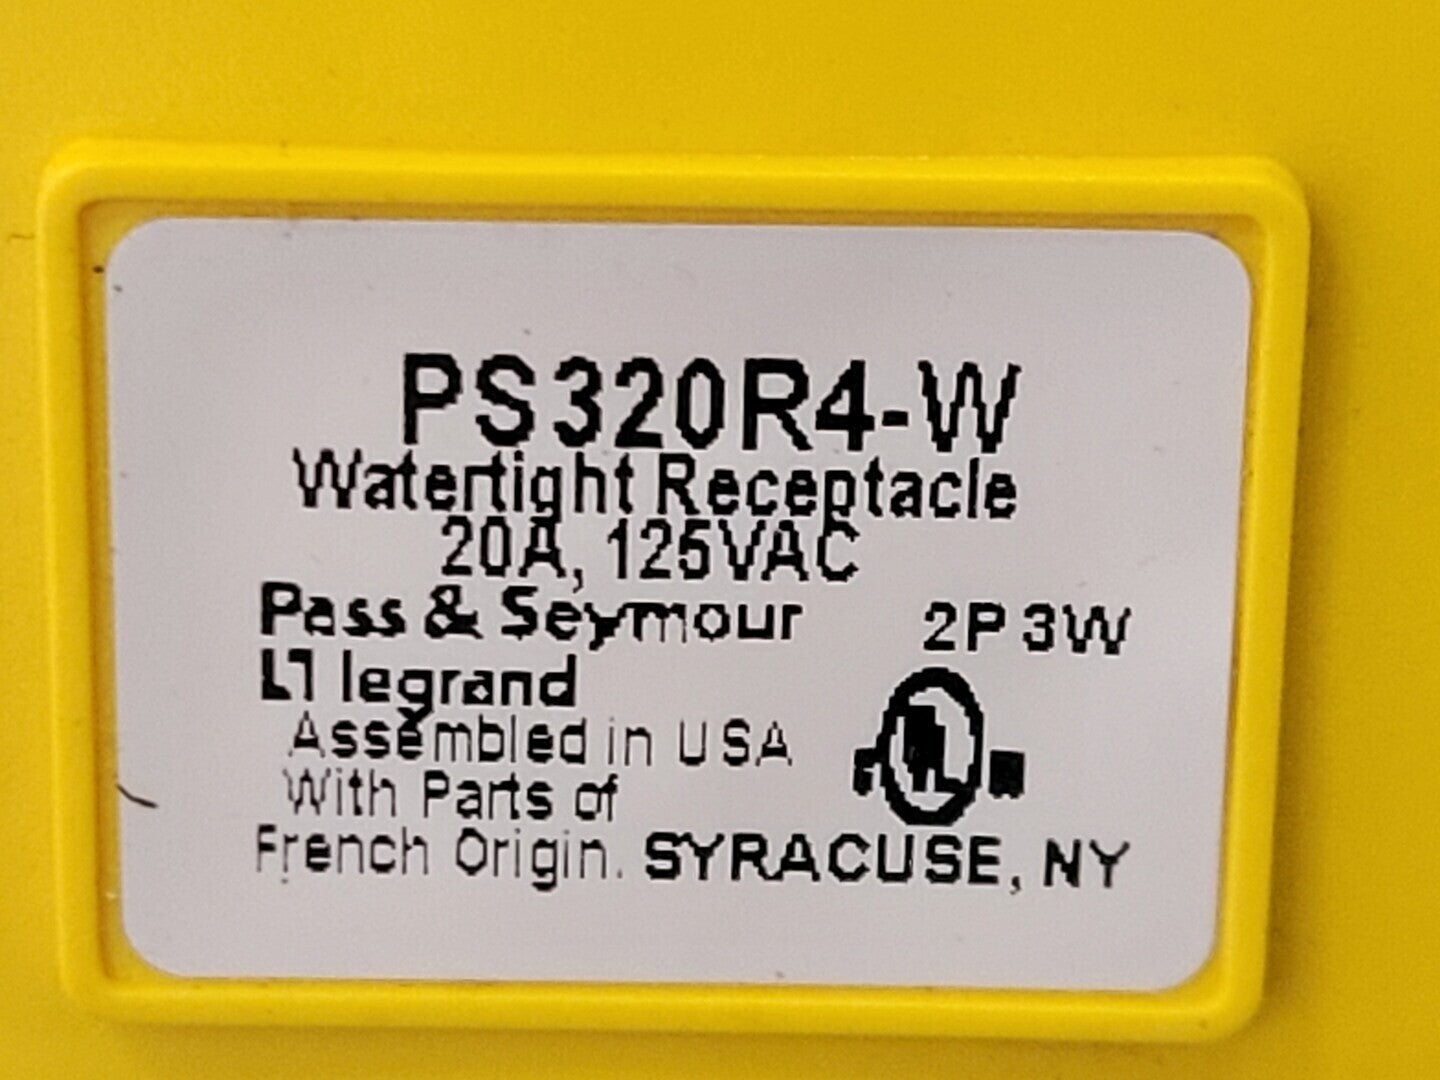 PS320R4-W
Watertight Receptacle
20A, 125VAC
Pass & Seymour 2P 3W
legrand
Assembled in USA
With Parts of
French Origin. SYRACUSE, NY
UL